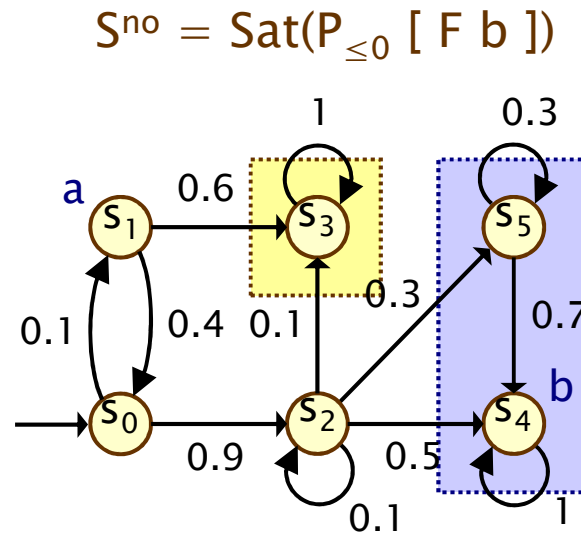 Sⁿᵒ = Sat(P≤0 [ F b ])
1
0.3
a
0.6
s₁
s₃
s₅
0.1
0.4
0.1
0.3
0.7
b
s₀
s₂
s₄
0.9
0.5
0.1
1